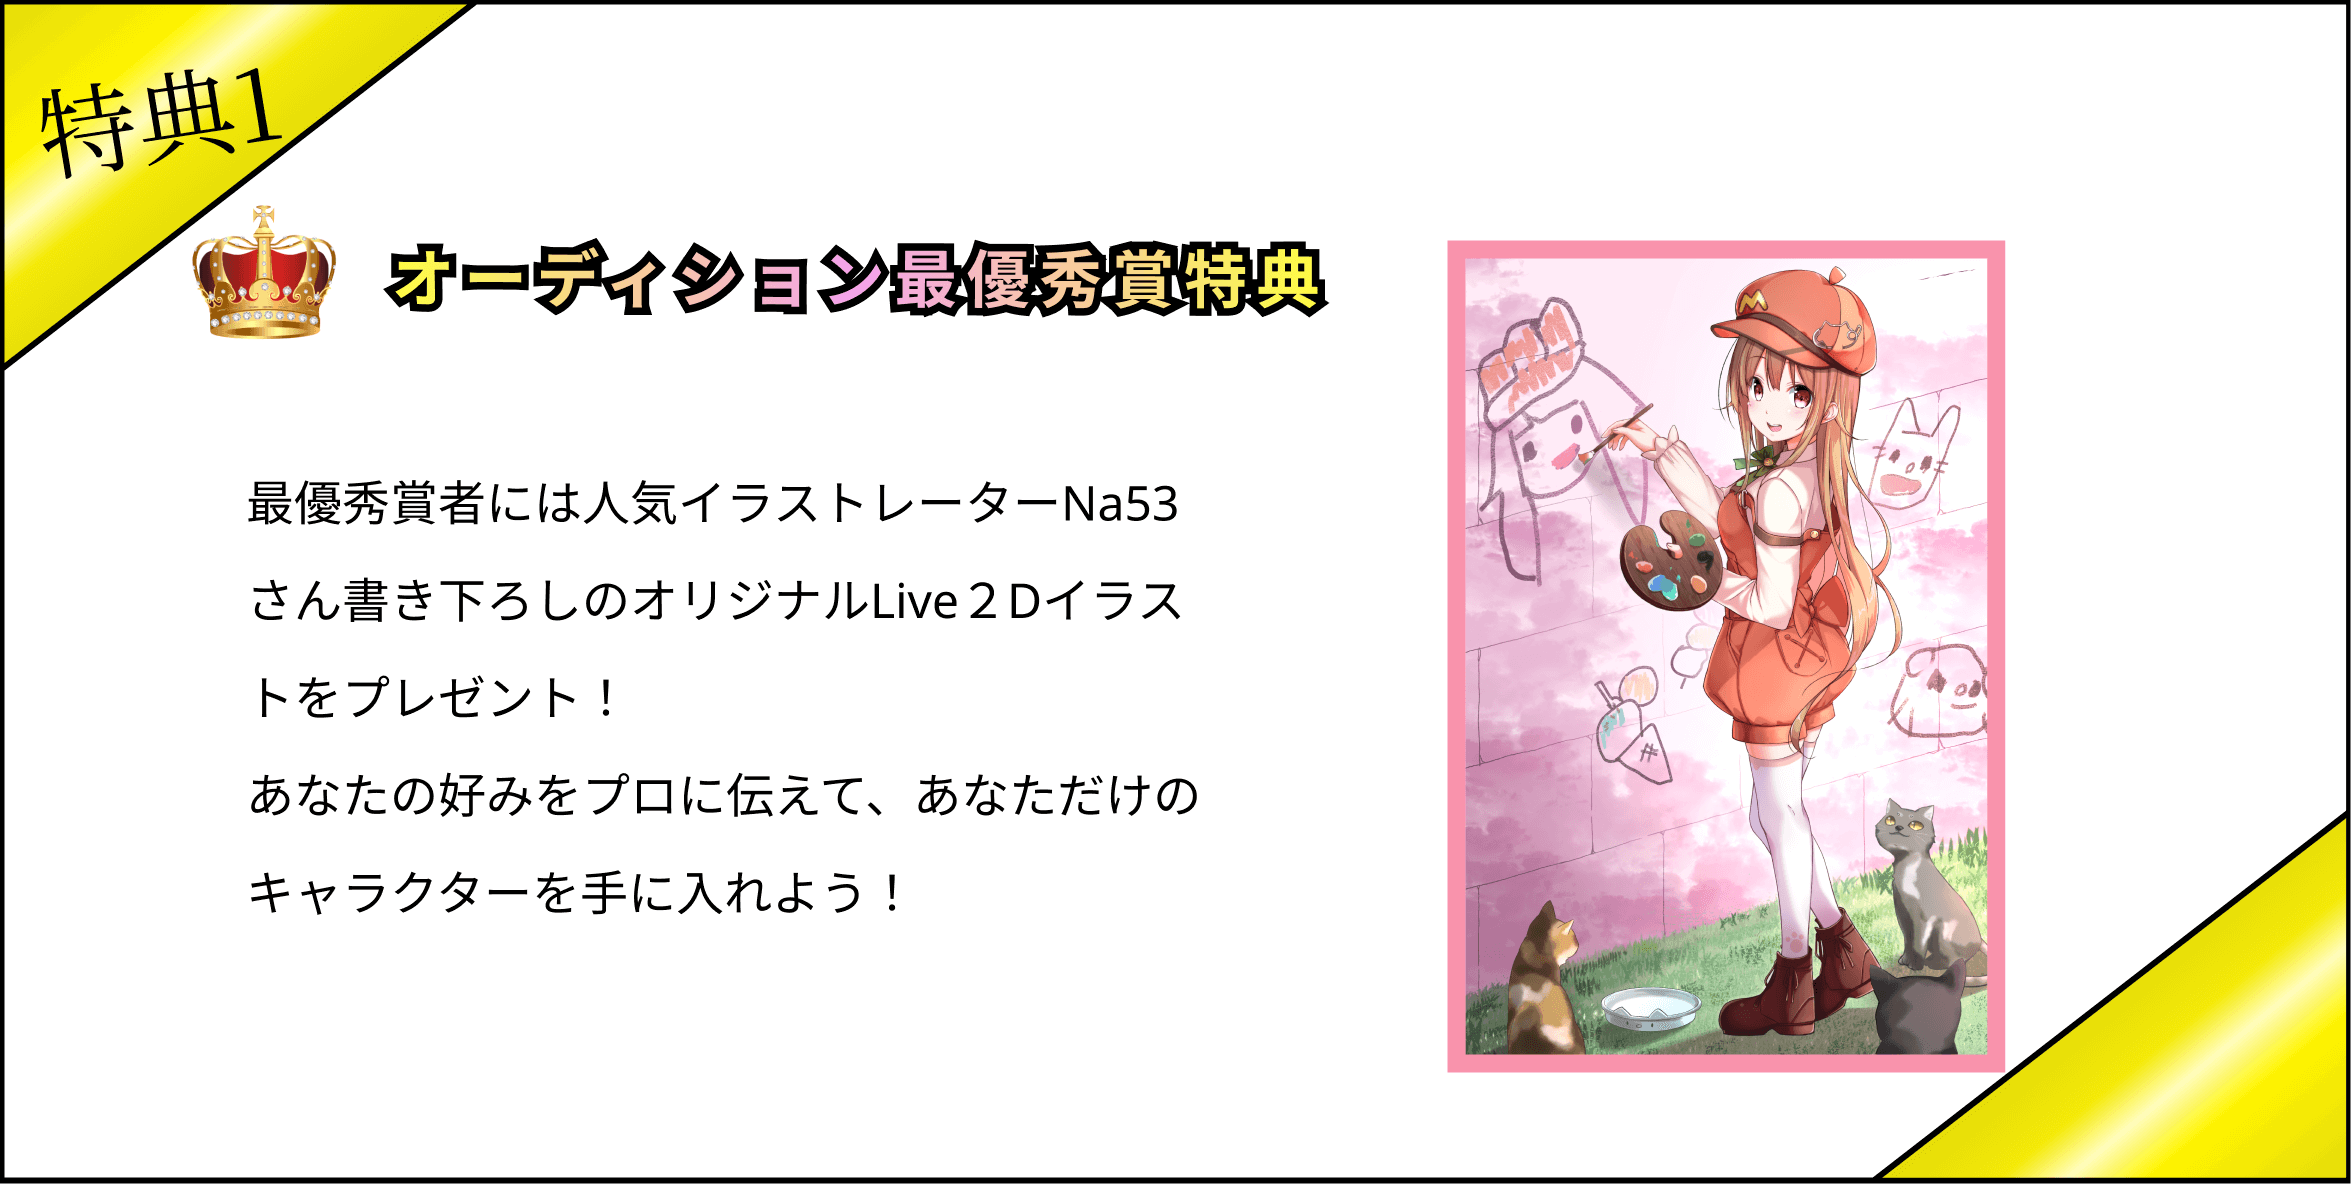 特典1
オーディション最優秀賞特典
最優秀賞者には人気イラストレーターNa53
さん書き下ろしのオリジナルLive２Dイラス
トをプレゼント！
あなたの好みをプロに伝えて、あなただけの
キャラクターを手に入れよう！
M